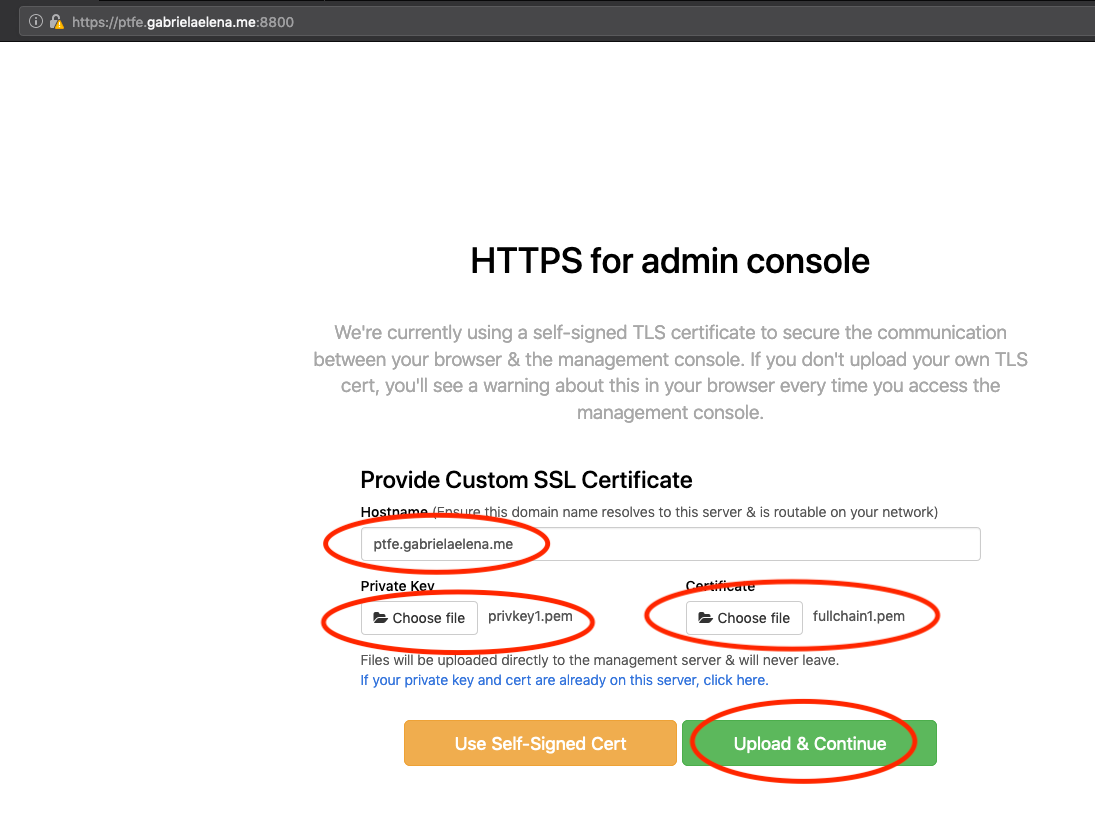 https://ptfe.gabrielaelena.me:8800
HTTPS for admin console
We're currently using a self-signed TLS certificate to secure the communication
between your browser & the management console. If you don't upload your own TLS
cert, you'll see a warning about this in your browser every time you access the
management console.
Provide Custom SSL Certificate
Hostname (Ensure this domain name resolves to this server & is routable on your network)
ptfe.gabrielaelena.me
Private Key Certificate
Choose file privkey1.pem Choose file fullchain1.pem
Files will be uploaded directly to the management server & will never leave.
If your private key and cert are already on this server, click here.
Use Self-Signed Cert Upload & Continue